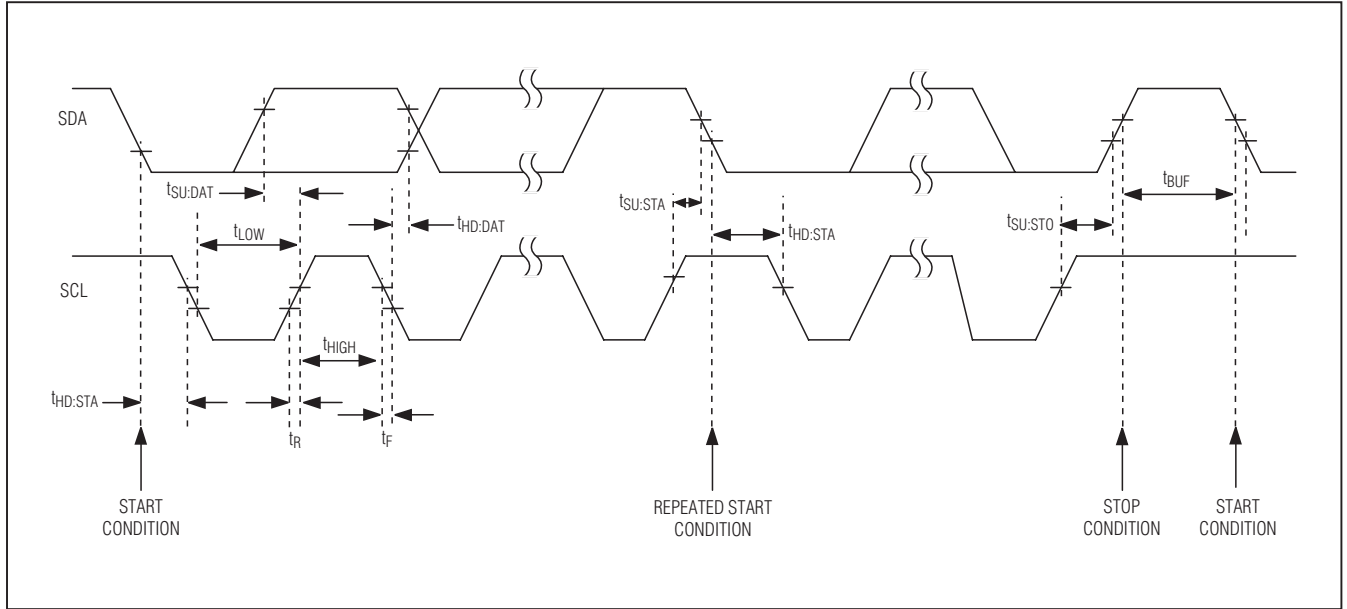 SDA
tSU:DAT
tLOW
tHD:DAT
tSU:STA
tHD:STA
tSU:STO
tBUF
SCL
tHIGH
tHD:STA
tR
tF
START
CONDITION
REPEATED START
CONDITION
STOP
CONDITION
START
CONDITION